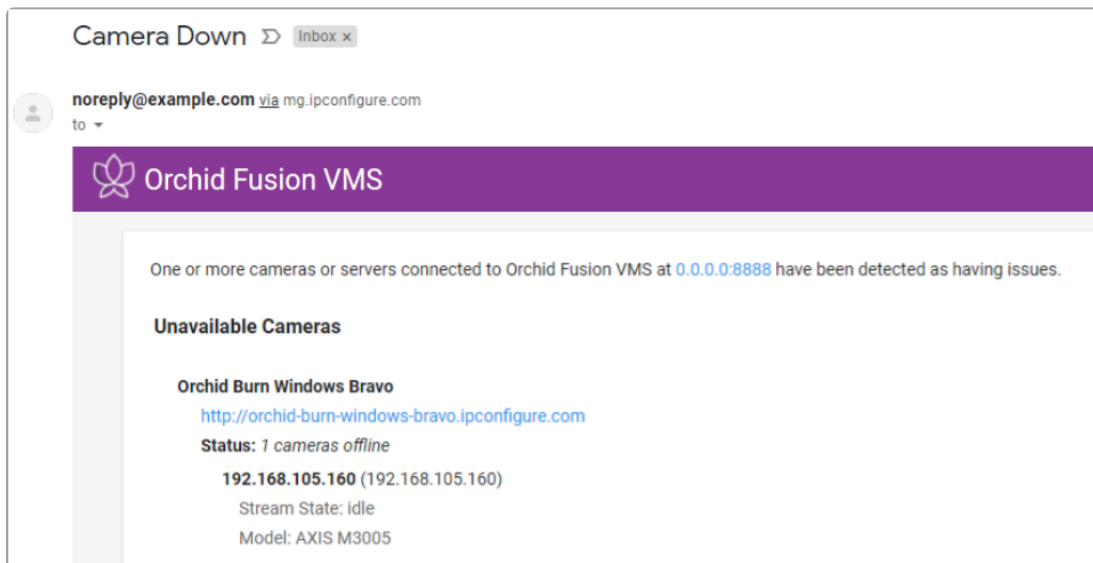 Camera Down Inbox x
noreply@example.com via mg.ipconfigure.com
to
Orchid Fusion VMS
One or more cameras or servers connected to Orchid Fusion VMS at 0.0.0.0:8888 have been detected as having issues.
Unavailable Cameras
Orchid Burn Windows Bravo
http://orchid-burn-windows-bravo.ipconfigure.com
Status: 1 cameras offline
192.168.105.160 (192.168.105.160)
Stream State: idle
Model: AXIS M3005